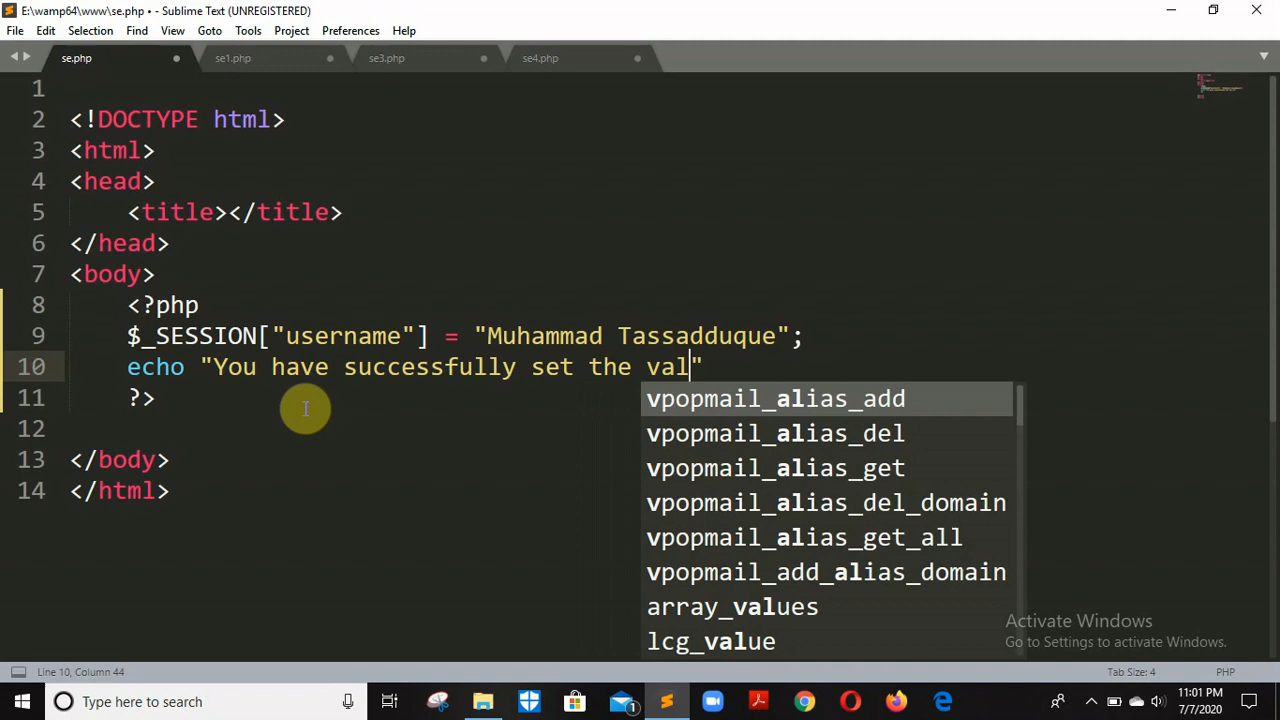 E:\wamp64\www\se.php • - Sublime Text (UNREGISTERED)
File Edit Selection Find View Goto Tools Project Preferences Help
se.php se1.php se3.php se4.php
1
2 <!DOCTYPE html>
3 <html>
4 <head>
5 <title></title>
6 </head>
7 <body>
8 <?php
9 $_SESSION["username"] = "Muhammad Tassadduque";
10 echo "You have successfully set the val"
11 ?>
12
13 </body>
14 </html>
vpopmail_alias_add
vpopmail_alias_del
vpopmail_alias_get
vpopmail_alias_del_domain
vpopmail_alias_get_all
vpopmail_add_alias_domain
array_values
lcg_value
Activate Windows
Go to Settings to activate Windows.
Line 10, Column 44 Tab Size: 4 PHP
Type here to search
1
11:01 PM
7/7/2020